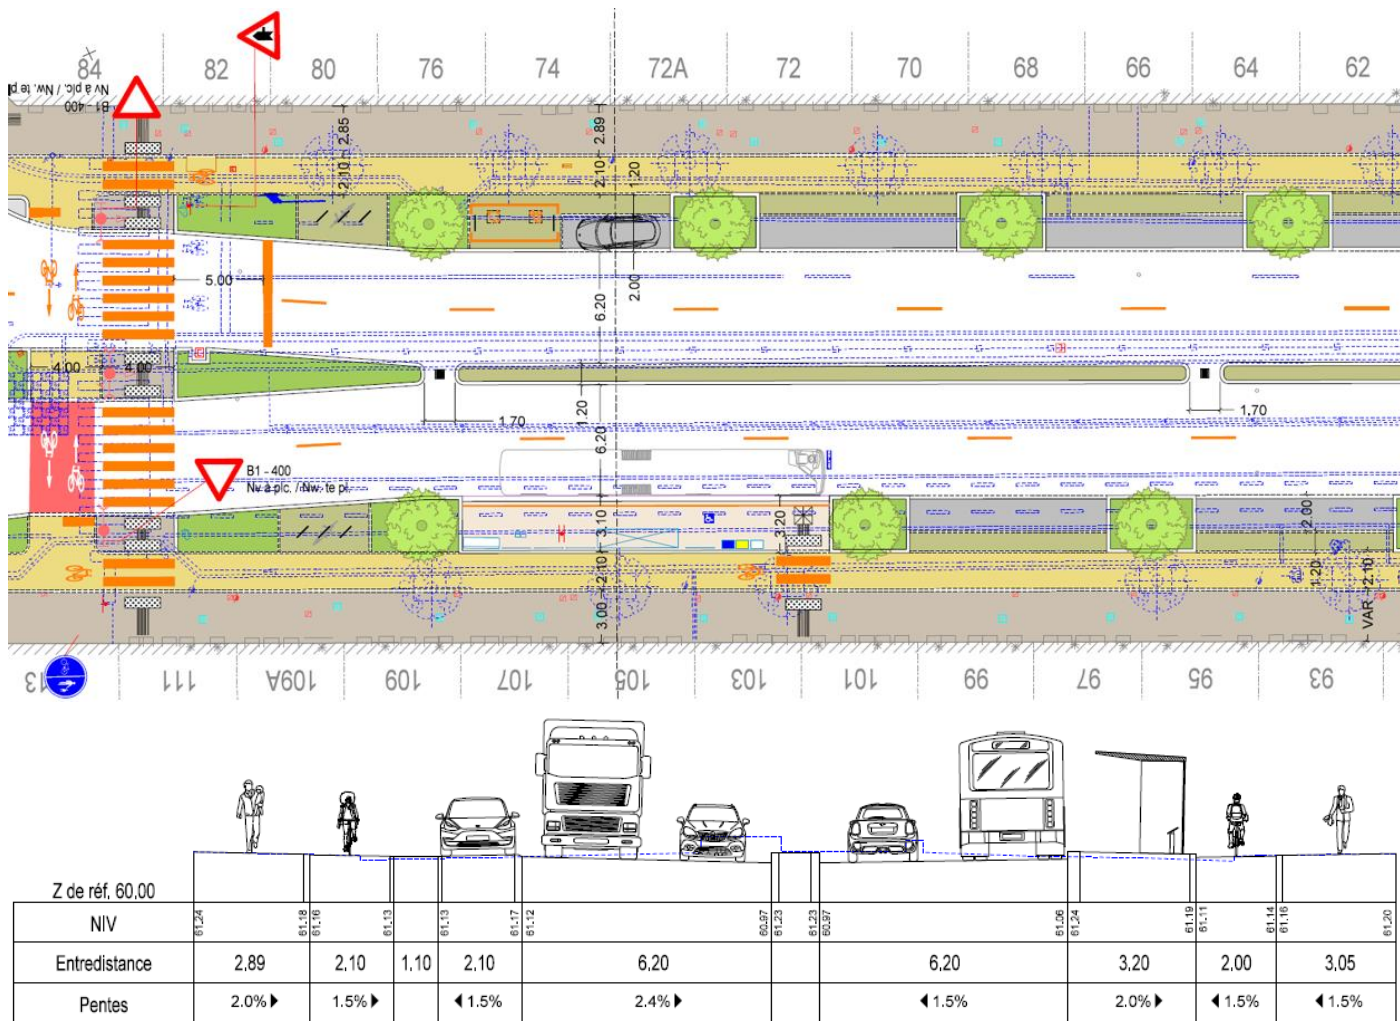 84 82 80 76 74 72A 72 70 68 66 64 62
Nv à plc. / Nw. te pl.
B1 - 400
2.10 2.85
2.10 2.89
1.20
5.00
6.20
2.00
4.00 4.00
1.70
1.20
1.70
6.20
B1 - 400
Nv à plc. / Nw. te pl.
3.10
3.20
2.00
2.10
1.20
VAR 2.10
3.00
13 111 109A 109 107 105 103 101 99 97 95 93
Z de réf. 60,00
NIV 61.24 61.18 61.16 61.13 61.13 61.17 61.12 60.97 61.23 61.23 60.97 61.06 61.24 61.19 61.11 61.14 61.16 61.20
Entredistance 2,89 2,10 1,10 2,10 6,20 6,20 3,20 2,00 3,05
Pentes 2.0% 1.5% 1.5% 2.4% 1.5% 2.0% 1.5% 1.5%